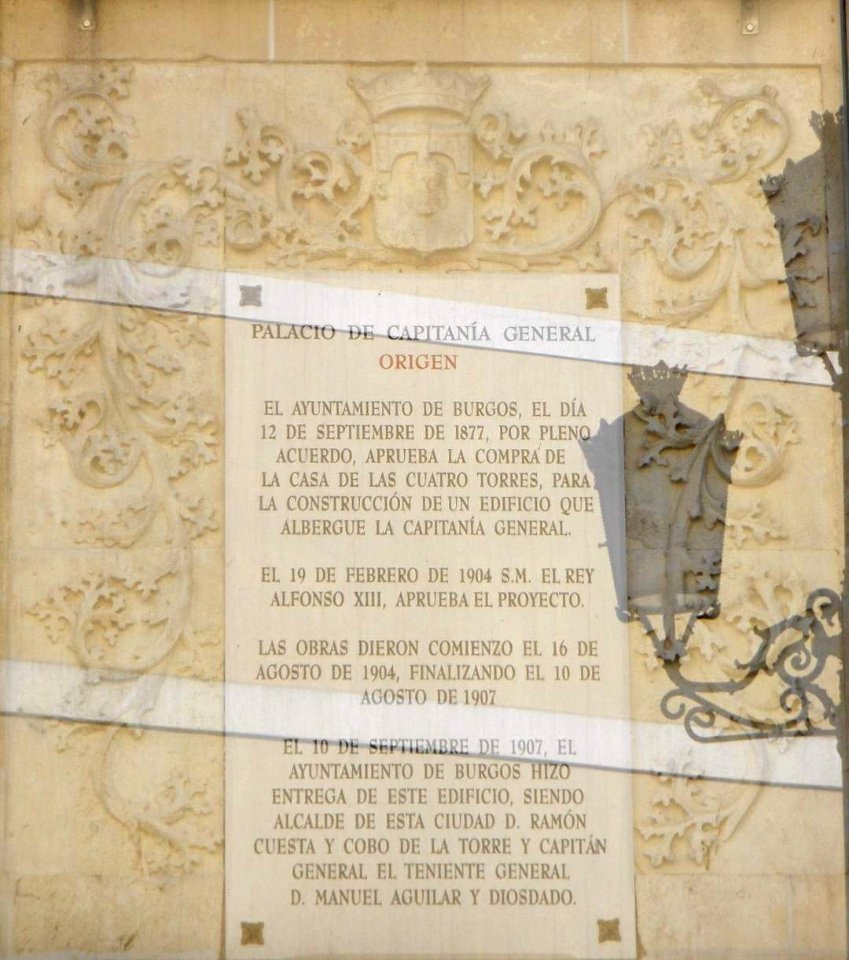 PALACIO DE CAPITANÍA GENERAL
ORIGEN
EL AYUNTAMIENTO DE BURGOS, EL DÍA
12 DE SEPTIEMBRE DE 1877, POR PLENO
ACUERDO, APRUEBA LA COMPRA DE
LA CASA DE LAS CUATRO TORRES, PARA
LA CONSTRUCCIÓN DE UN EDIFICIO QUE
ALBERGUE LA CAPITANÍA GENERAL.
EL 19 DE FEBRERO DE 1904 S.M. EL REY
ALFONSO XIII, APRUEBA EL PROYECTO.
LAS OBRAS DIERON COMIENZO EL 16 DE
AGOSTO DE 1904, FINALIZANDO EL 10 DE
AGOSTO DE 1907
EL 10 DE SEPTIEMBRE DE 1907, EL
AYUNTAMIENTO DE BURGOS HIZO
ENTREGA DE ESTE EDIFICIO, SIENDO
ALCALDE DE ESTA CIUDAD D. RAMÓN
CUESTA Y COBO DE LA TORRE Y CAPITÁN
GENERAL EL TENIENTE GENERAL
D. MANUEL AGUILAR Y DIOSDADO.